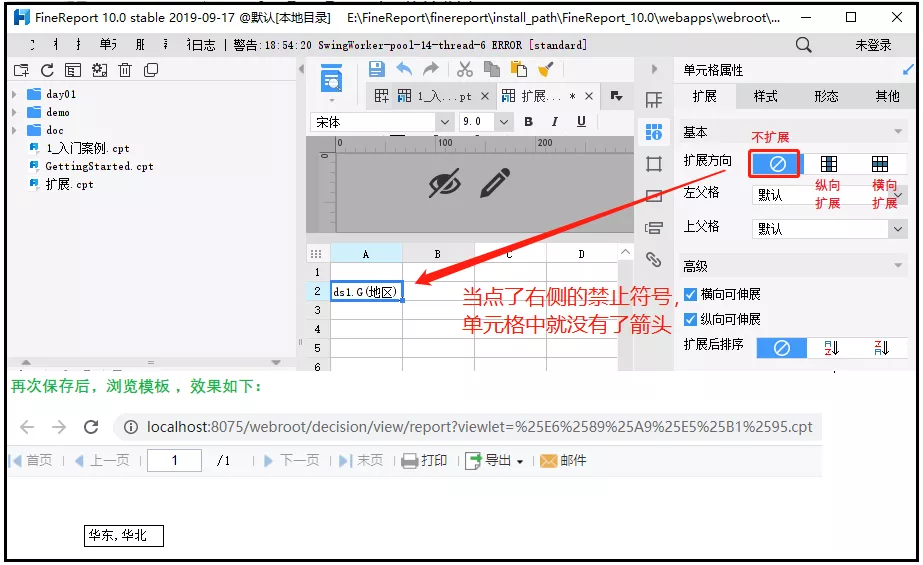 FineReport 10.0 stable 2019-09-17 @默认[本地目录] E:\FineReport\finereport\install_path\FineReport_10.0\webapps\webroot\...
日志 | 警告:18:54:20 SwingWorker-pool-14-thread-6 ERROR [standard]
未登录
day01
demo
doc
1_入门案例.cpt
GettingStarted.cpt
扩展.cpt
1_入....pt
扩展.... *
宋体
9.0
B I U
0 100 200
0
A B C D
1
2 ds1.G(地区)
3
4
5
6
单元格属性
扩展 样式 形态 其他
基本
不扩展
扩展方向
纵向
扩展
横向
扩展
左父格 默认
上父格 默认
高级
横向可伸展
纵向可伸展
扩展后排序
当点了右侧的禁止符号，
单元格中就没有了箭头
再次保存后，浏览模板 ，效果如下：
localhost:8075/webroot/decision/view/report?viewlet=%25E6%2589%25A9%25E5%25B1%2595.cpt
首页 上一页 1 /1 下一页 末页 打印 导出 邮件
华东,华北